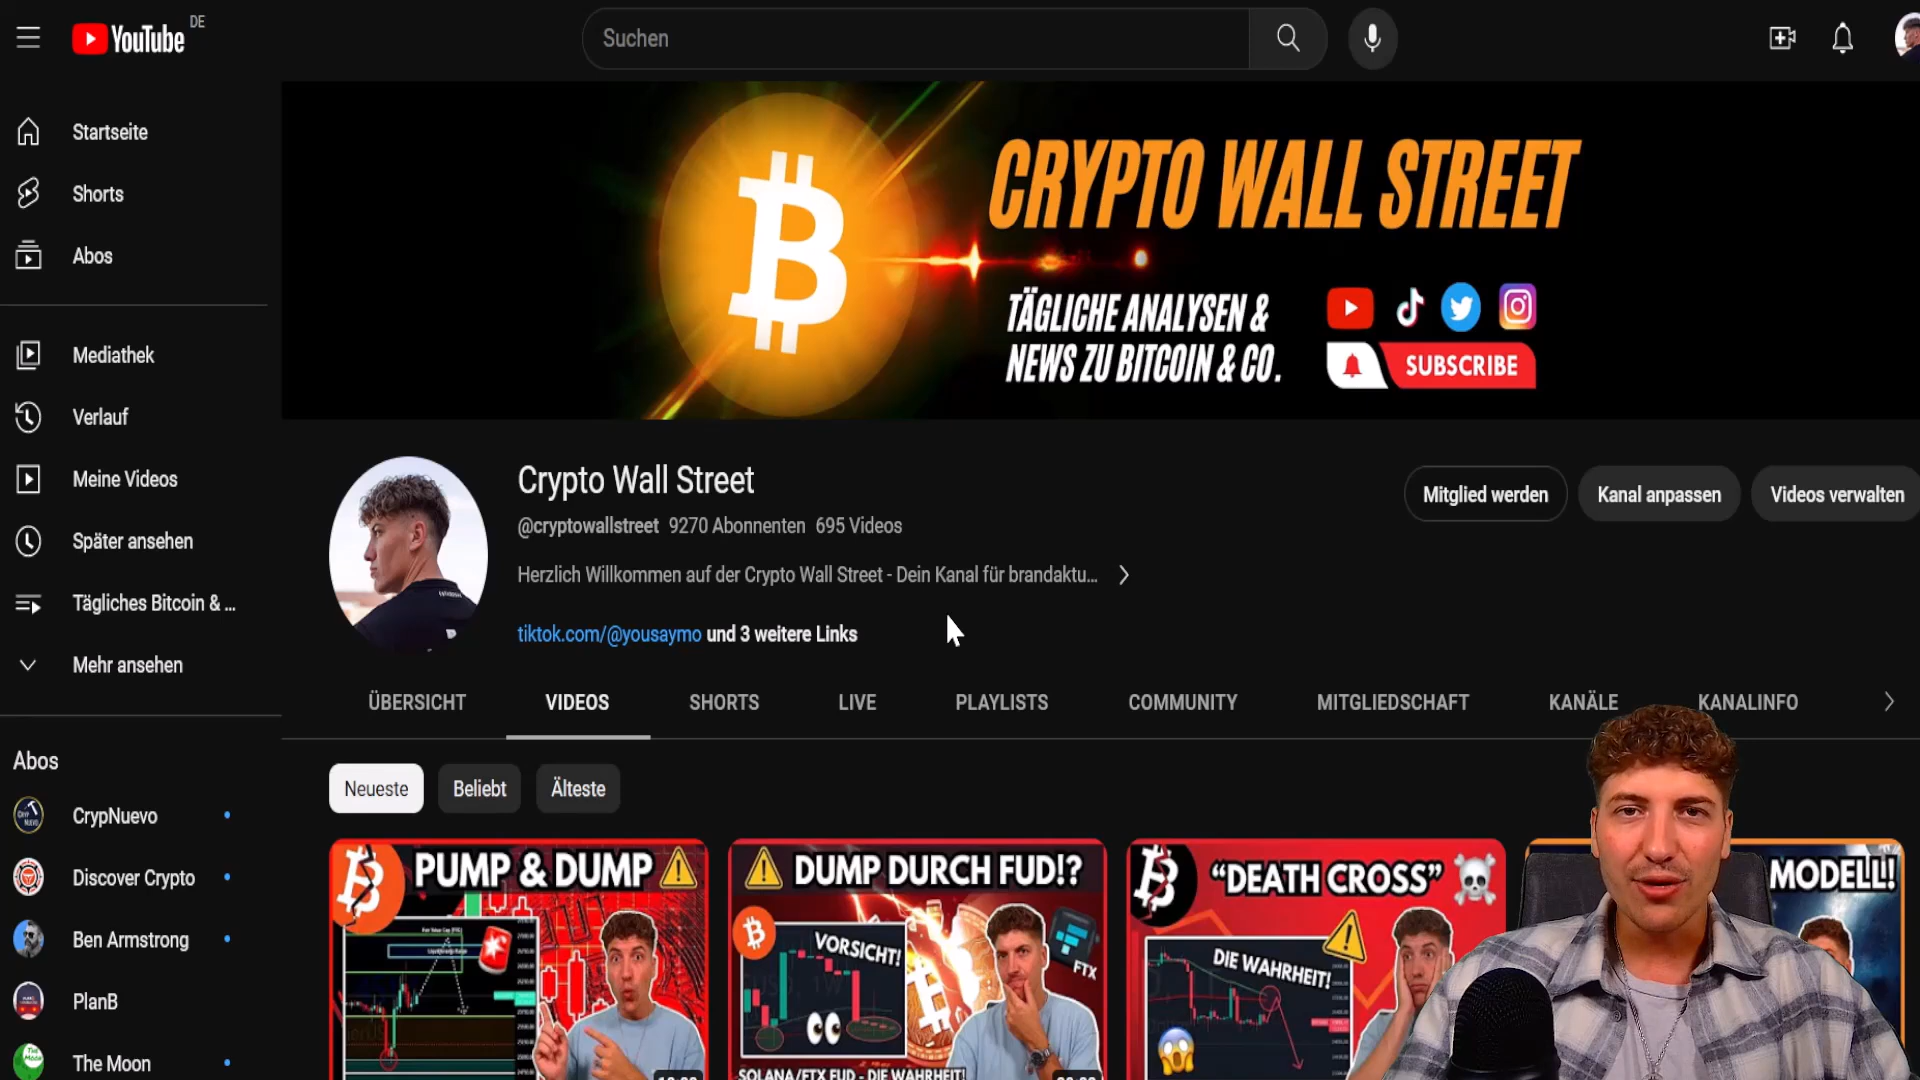 YouTube DE
Suchen
Startseite
Shorts
Abos
Mediathek
Verlauf
Meine Videos
Später ansehen
Tägliches Bitcoin & ...
Mehr ansehen
Abos
CrypNuevo
Discover Crypto
Ben Armstrong
PlanB
The Moon
CRYPTO WALL STREET
TÄGLICHE ANALYSEN &
NEWS ZU BITCOIN & CO.
SUBSCRIBE
Crypto Wall Street
@cryptowallstreet 9270 Abonnenten 695 Videos
Herzlich Willkommen auf der Crypto Wall Street - Dein Kanal für brandaktu...
tiktok.com/@yousaymo und 3 weitere Links
Mitglied werden
Kanal anpassen
Videos verwalten
ÜBERSICHT
VIDEOS
SHORTS
LIVE
PLAYLISTS
COMMUNITY
MITGLIEDSCHAFT
KANÄLE
KANALINFO
Neueste
Beliebt
Älteste
PUMP & DUMP
DUMP DURCH FUD!?
VORSICHT!
FTX
SOLANA/FTX FUD - DIE WAHRHEIT!
"DEATH CROSS"
DIE WAHRHEIT!
MODELL!